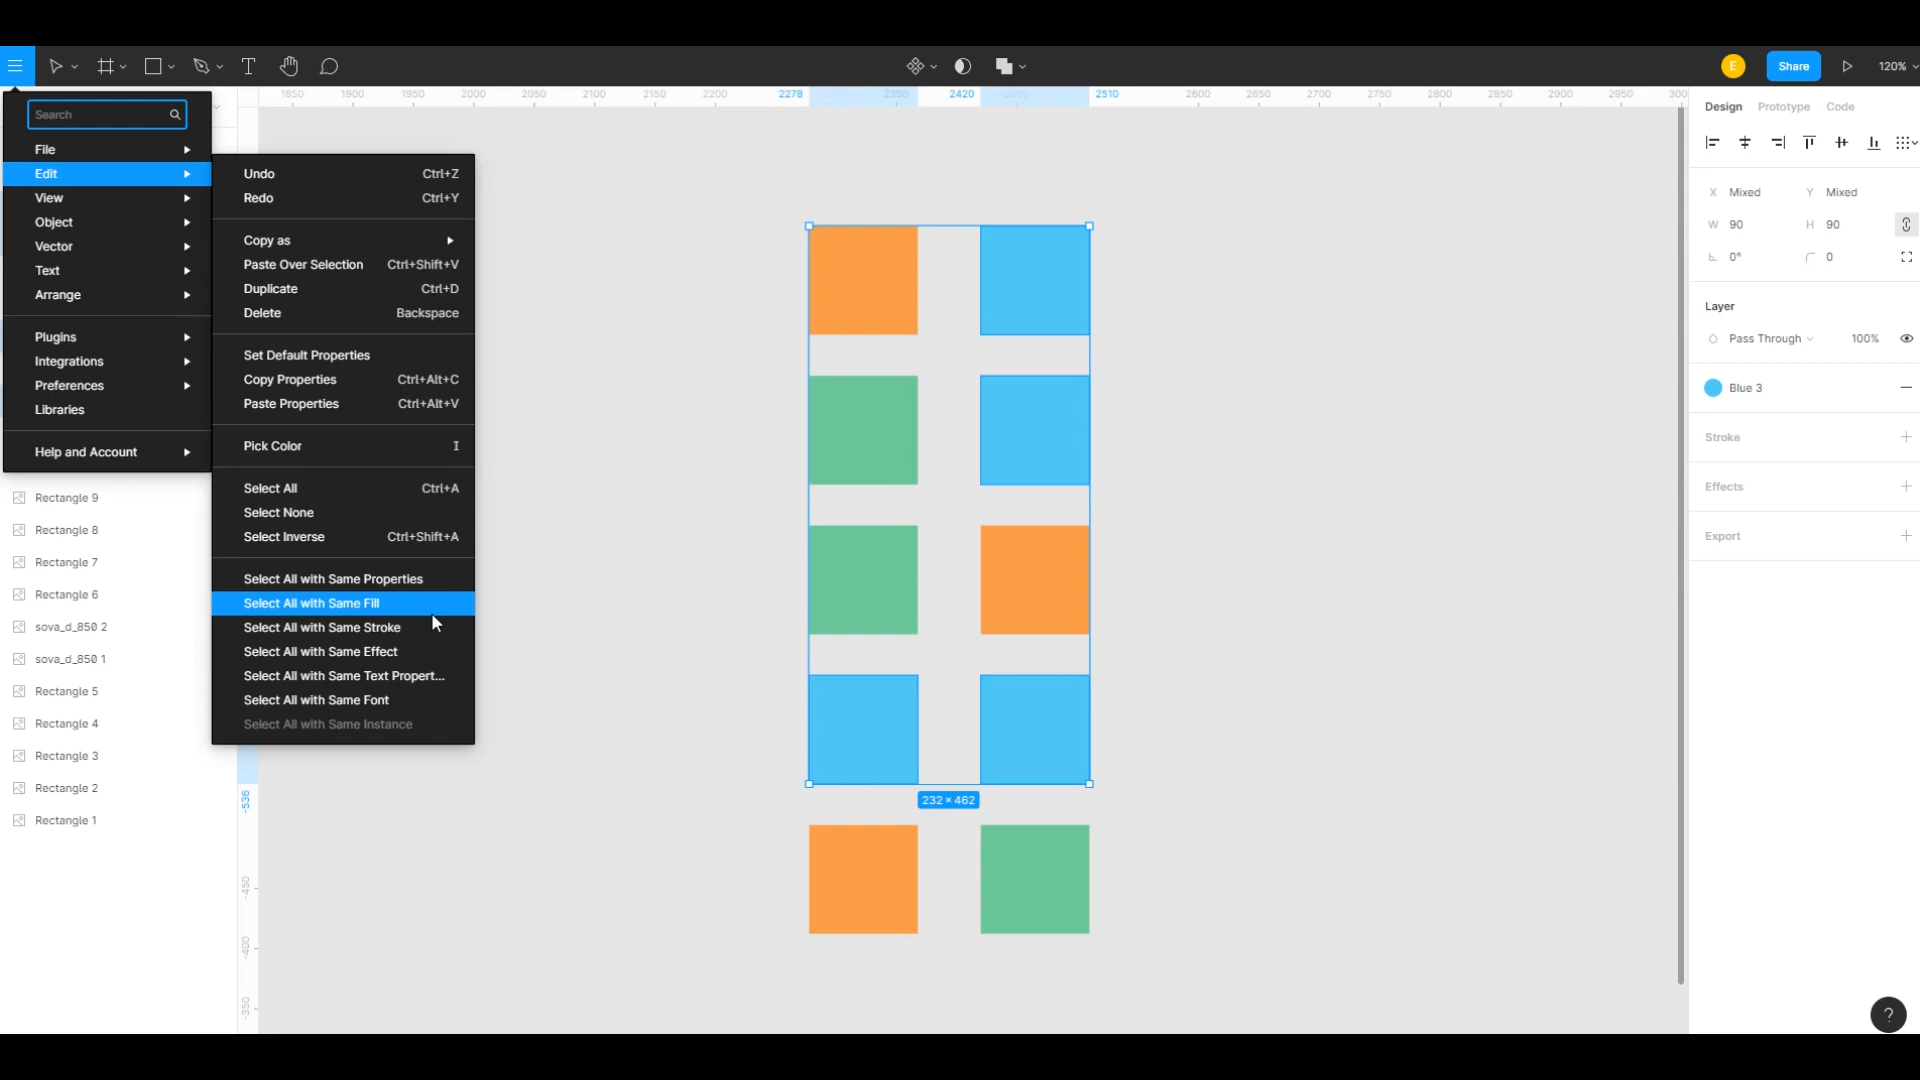 E
Share
120%
1850 1900 1950 2000 2050 2100 2150 2200 2278 2350 2420 2510 2600 2650 2700 2750 2800 2850 2900 2950 3000
Search
File
Edit
View
Object
Vector
Text
Arrange
Plugins
Integrations
Preferences
Libraries
Help and Account
Undo Ctrl+Z
Redo Ctrl+Y
Copy as
Paste Over Selection Ctrl+Shift+V
Duplicate Ctrl+D
Delete Backspace
Set Default Properties
Copy Properties Ctrl+Alt+C
Paste Properties Ctrl+Alt+V
Pick Color I
Select All Ctrl+A
Select None
Select Inverse Ctrl+Shift+A
Select All with Same Properties
Select All with Same Fill
Select All with Same Stroke
Select All with Same Effect
Select All with Same Text Propert...
Select All with Same Font
Select All with Same Instance
Rectangle 9
Rectangle 8
Rectangle 7
Rectangle 6
sova_d_850 2
sova_d_850 1
Rectangle 5
Rectangle 4
Rectangle 3
Rectangle 2
Rectangle 1
-536
-450
-400
-350
232 × 462
Design Prototype Code
X Mixed Y Mixed
W 90 H 90
0° 0
Layer
Pass Through 100%
Blue 3
Stroke
Effects
Export
?